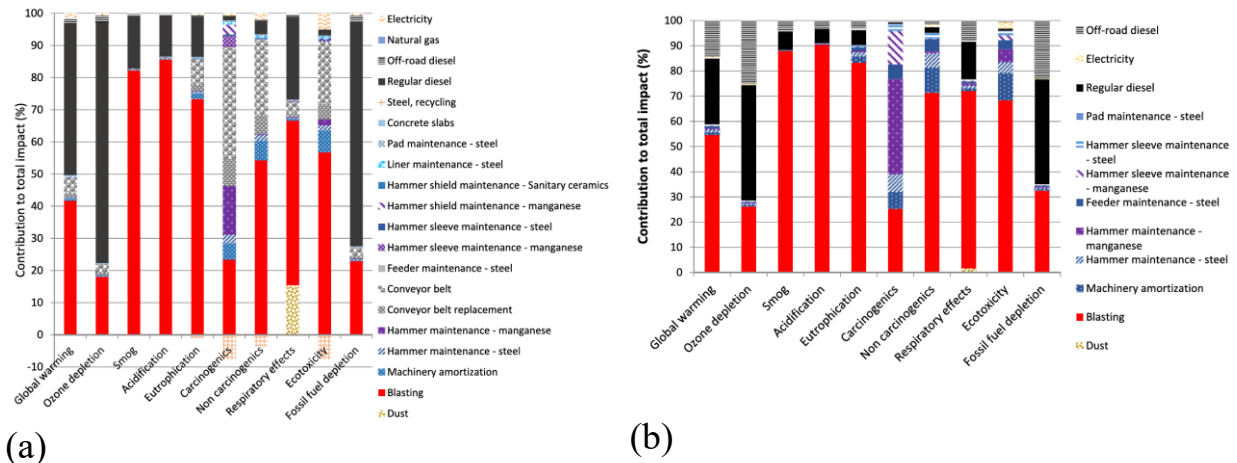 Contribution to total impact (%)
100
90
80
70
60
50
40
30
20
10
0
-10
Global warming
Ozone depletion
Smog
Acidification
Eutrophication
Carcinogenics
Non carcinogenics
Respiratory effects
Ecotoxicity
Fossil fuel depletion
Electricity
Natural gas
Off-road diesel
Regular diesel
Steel, recycling
Concrete slabs
Pad maintenance - steel
Liner maintenance - steel
Hammer shield maintenance - Sanitary ceramics
Hammer shield maintenance - manganese
Hammer sleeve maintenance - steel
Hammer sleeve maintenance - manganese
Feeder maintenance - steel
Conveyor belt
Conveyor belt replacement
Hammer maintenance - manganese
Hammer maintenance - steel
Machinery amortization
Blasting
Dust
(a)
Contribution to total impact (%)
100
90
80
70
60
50
40
30
20
10
0
Global warming
Ozone depletion
Smog
Acidification
Eutrophication
Carcinogenics
Non carcinogenics
Respiratory effects
Ecotoxicity
Fossil fuel depletion
Off-road diesel
Electricity
Regular diesel
Pad maintenance - steel
Hammer sleeve maintenance -
steel
Hammer sleeve maintenance -
manganese
Feeder maintenance - steel
Hammer maintenance -
manganese
Hammer maintenance - steel
Machinery amortization
Blasting
Dust
(b)